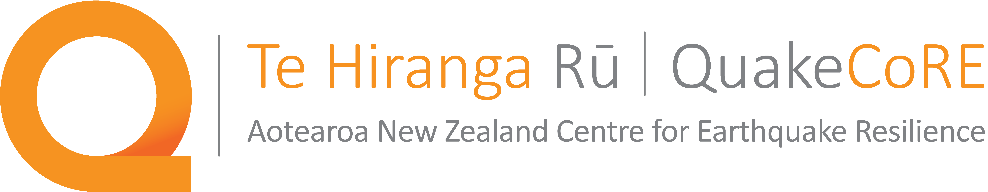 Te Hiranga Rū | QuakeCoRE
Aotearoa New Zealand Centre for Earthquake Resilience